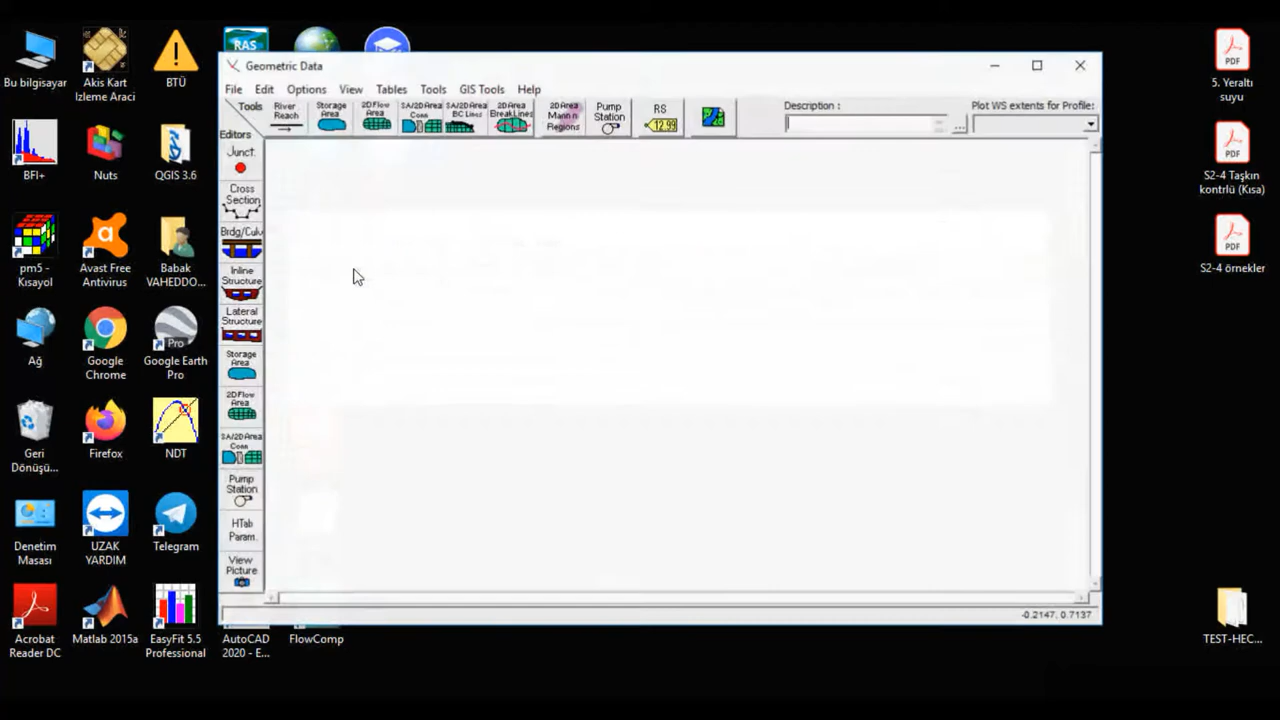 RAS
Bu bilgisayar
Akis Kart
Izleme Araci
BTÜ
BFI+
Nuts
QGIS 3.6
pm5 -
Kısayol
Avast Free
Antivirus
Babak
VAHEDDO...
Ağ
Google
Chrome
Google Earth
Pro
Geri
Dönüşü...
Firefox
NDT
Denetim
Masası
UZAK
YARDIM
Telegram
Acrobat
Reader DC
Matlab 2015a
EasyFit 5.5
Professional
AutoCAD
2020 - E...
FlowComp
Geometric Data
File Edit Options View Tables Tools GIS Tools Help
Tools
Editors
River
Reach
Storage
Area
2D Flow
Area
SA/2D Area
Conn
SA/2D Area
BC Lines
2D Area
BreakLines
2D Area
Mann n
Regions
Pump
Station
RS
12.99
Description :
...
Plot WS extents for Profile:
Junct.
Cross
Section
Brdg/Culv
Inline
Structure
Lateral
Structure
Storage
Area
2D Flow
Area
SA/2D Area
Conn
Pump
Station
HTab
Param.
View
Picture
-0.2147, 0.7137
PDF
5. Yeraltı
suyu
PDF
S2-4 Taşkın
kontrlü (Kısa)
PDF
S2-4 örnekler
TEST-HEC...